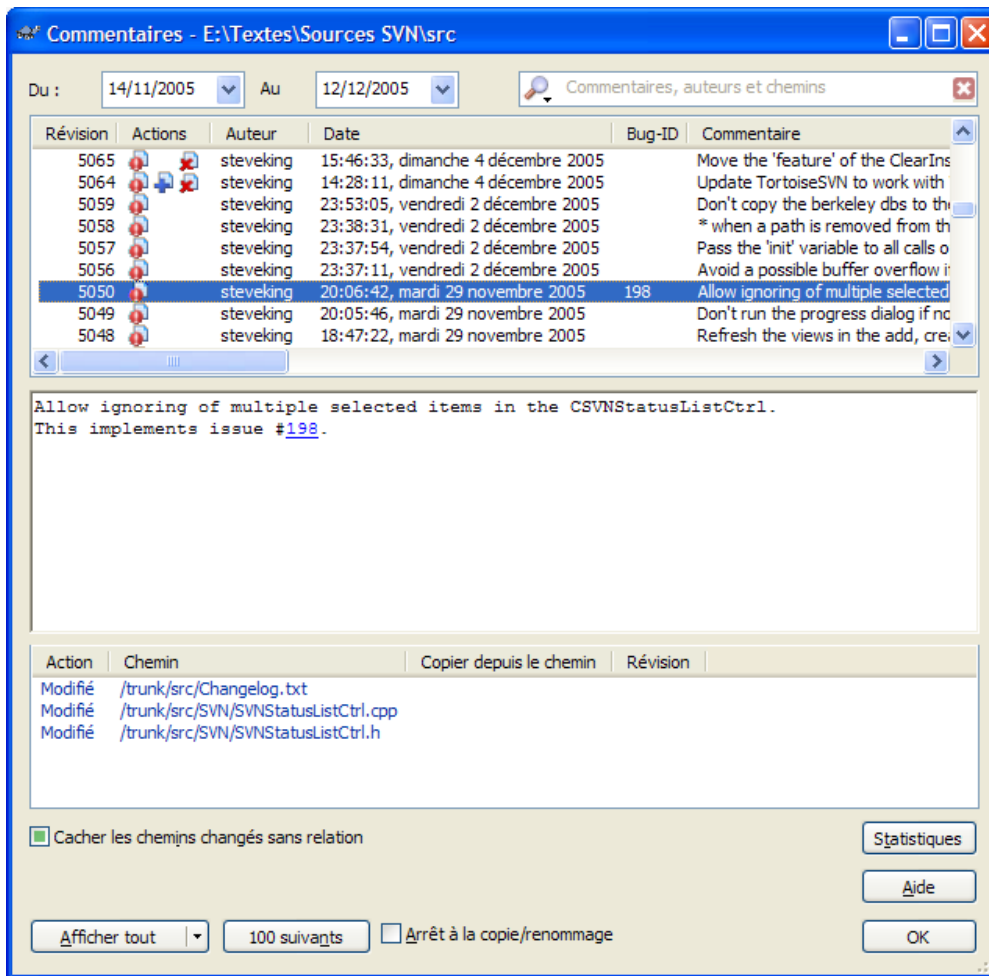 Commentaires - E:\Textes\Sources SVN\src
Du : 14/11/2005 Au 12/12/2005 Commentaires, auteurs et chemins
Révision Actions Auteur Date Bug-ID Commentaire
5065 steveking 15:46:33, dimanche 4 décembre 2005 Move the 'feature' of the ClearIns
5064 steveking 14:28:11, dimanche 4 décembre 2005 Update TortoiseSVN to work with
5059 steveking 23:53:05, vendredi 2 décembre 2005 Don't copy the berkeley dbs to the
5058 steveking 23:38:31, vendredi 2 décembre 2005 * when a path is removed from th
5057 steveking 23:37:54, vendredi 2 décembre 2005 Pass the 'init' variable to all calls o
5056 steveking 23:37:11, vendredi 2 décembre 2005 Avoid a possible buffer overflow i
5050 steveking 20:06:42, mardi 29 novembre 2005 198 Allow ignoring of multiple selected
5049 steveking 20:05:46, mardi 29 novembre 2005 Don't run the progress dialog if no
5048 steveking 18:47:22, mardi 29 novembre 2005 Refresh the views in the add, crea
Allow ignoring of multiple selected items in the CSVNStatusListCtrl.
This implements issue #198.
Action Chemin Copier depuis le chemin Révision
Modifié /trunk/src/Changelog.txt
Modifié /trunk/src/SVN/SVNStatusListCtrl.cpp
Modifié /trunk/src/SVN/SVNStatusListCtrl.h
Cacher les chemins changés sans relation
Statistiques
Aide
Afficher tout 100 suivants Arrêt à la copie/renommage OK